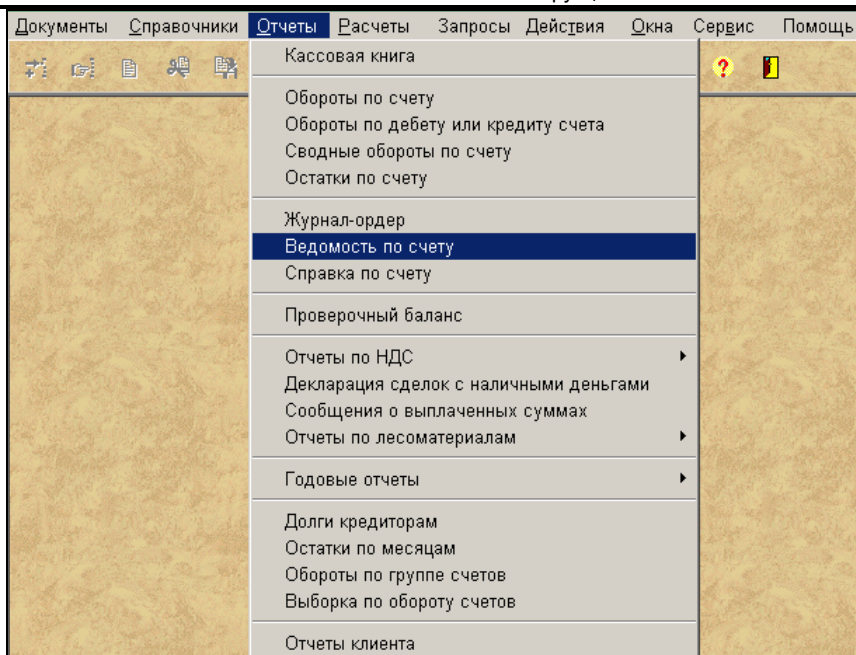 Документы Справочники Отчеты Расчеты Запросы Действия Окна Сервис Помощь
Кассовая книга
Обороты по счету
Обороты по дебету или кредиту счета
Сводные обороты по счету
Остатки по счету
Журнал-ордер
Ведомость по счету
Справка по счету
Проверочный баланс
Отчеты по НДС
Декларация сделок с наличными деньгами
Сообщения о выплаченных суммах
Отчеты по лесоматериалам
Годовые отчеты
Долги кредиторам
Остатки по месяцам
Обороты по группе счетов
Выборка по обороту счетов
Отчеты клиента